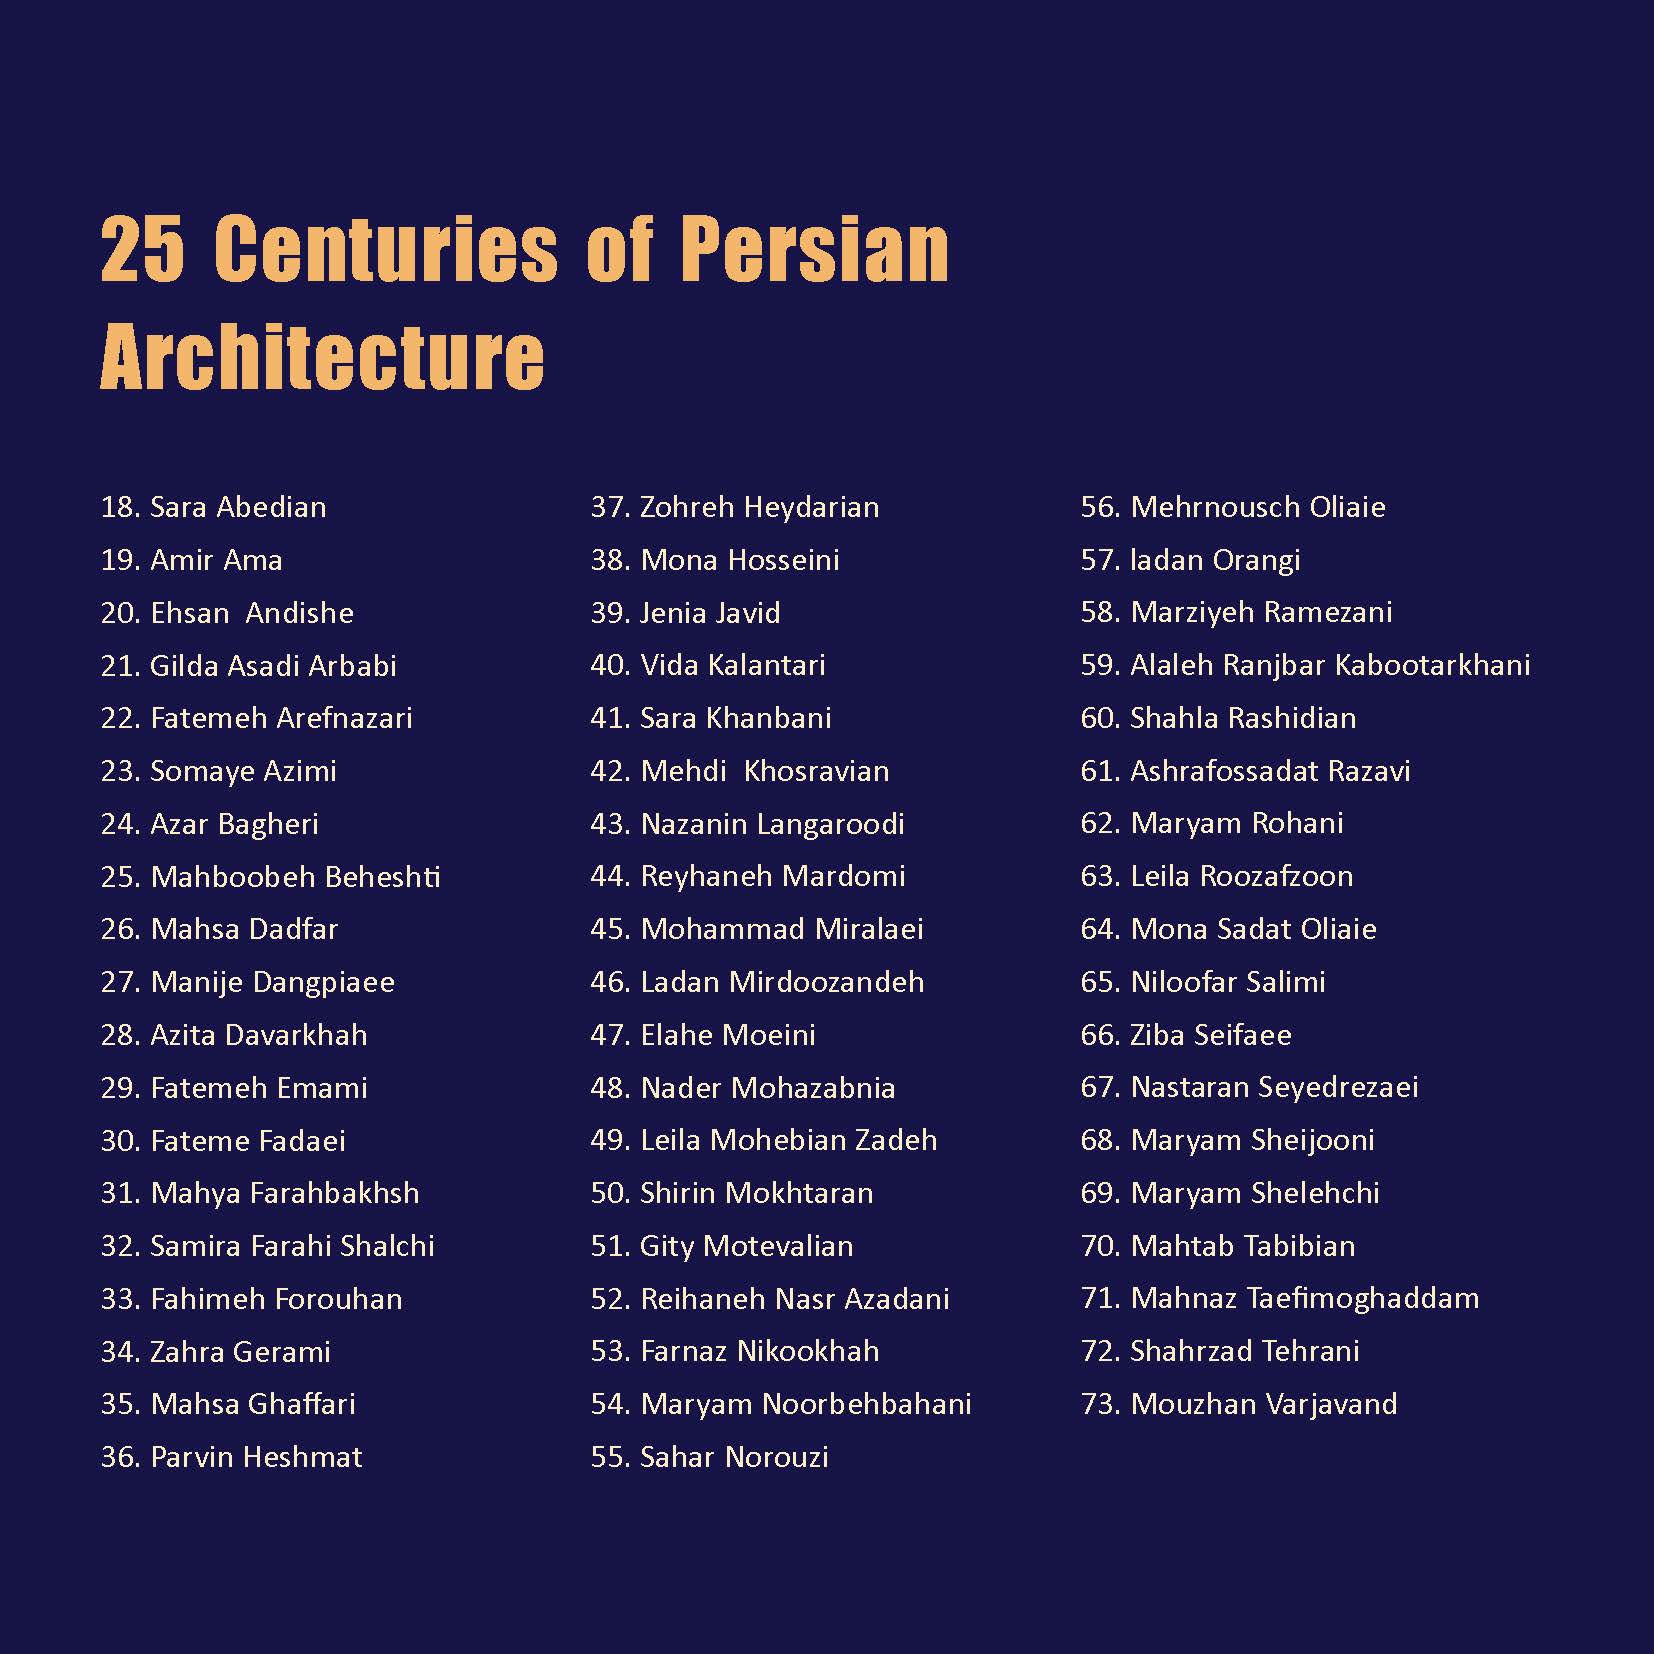 25 Centuries of Persian
Architecture
18. Sara Abedian
19. Amir Ama
20. Ehsan  Andishe
21. Gilda Asadi Arbabi
22. Fatemeh Arefnazari
23. Somaye Azimi
24. Azar Bagheri
25. Mahboobeh Beheshti
26. Mahsa Dadfar
27. Manije Dangpiaee
28. Azita Davarkhah
29. Fatemeh Emami
30. Fateme Fadaei
31. Mahya Farahbakhsh
32. Samira Farahi Shalchi
33. Fahimeh Forouhan
34. Zahra Gerami
35. Mahsa Ghaffari
36. Parvin Heshmat
37. Zohreh Heydarian
38. Mona Hosseini
39. Jenia Javid
40. Vida Kalantari
41. Sara Khanbani
42. Mehdi  Khosravian
43. Nazanin Langaroodi
44. Reyhaneh Mardomi
45. Mohammad Miralaei
46. Ladan Mirdoozandeh
47. Elahe Moeini
48. Nader Mohazabnia
49. Leila Mohebian Zadeh
50. Shirin Mokhtaran
51. Gity Motevalian
52. Reihaneh Nasr Azadani
53. Farnaz Nikookhah
54. Maryam Noorbehbahani
55. Sahar Norouzi
56. Mehrnousch Oliaie
57. ladan Orangi
58. Marziyeh Ramezani
59. Alaleh Ranjbar Kabootarkhani
60. Shahla Rashidian
61. Ashrafossadat Razavi
62. Maryam Rohani
63. Leila Roozafzoon
64. Mona Sadat Oliaie
65. Niloofar Salimi
66. Ziba Seifaee
67. Nastaran Seyedrezaei
68. Maryam Sheijooni
69. Maryam Shelehchi
70. Mahtab Tabibian
71. Mahnaz Taefimoghaddam
72. Shahrzad Tehrani
73. Mouzhan Varjavand